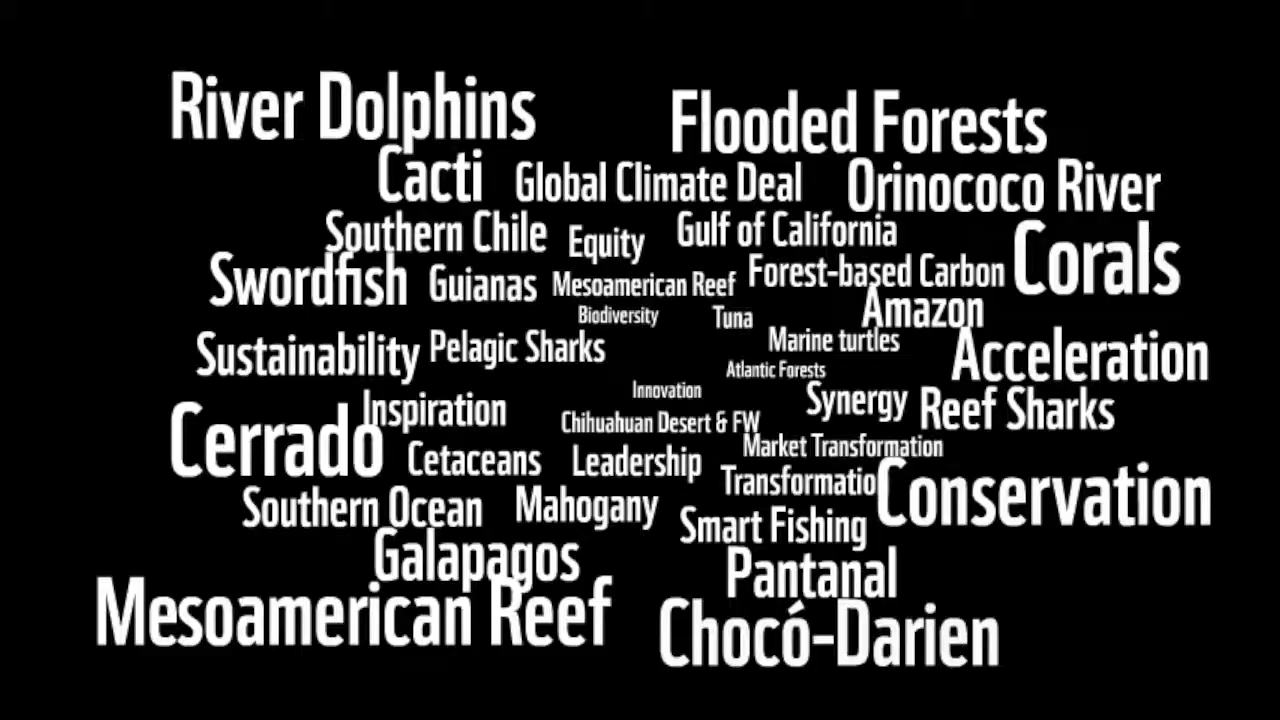 River Dolphins
Flooded Forests
Cacti
Global Climate Deal
Orinococo River
Southern Chile
Equity
Gulf of California
Corals
Swordfish
Guianas
Mesoamerican Reef
Forest-based Carbon
Biodiversity
Tuna
Amazon
Sustainability
Pelagic Sharks
Marine turtles
Acceleration
Atlantic Forests
Innovation
Inspiration
Synergy
Reef Sharks
Cerrado
Chihuahuan Desert & FW
Market Transformation
Cetaceans
Leadership
Transformatio
Conservation
Southern Ocean
Mahogany
Smart Fishing
Galapagos
Pantanal
Mesoamerican Reef
Chocó-Darien